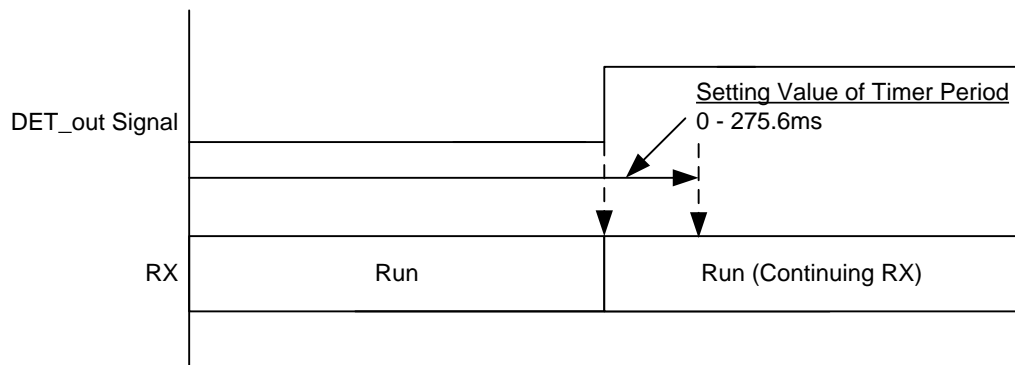 Setting Value of Timer Period
DET_out Signal
0 - 275.6ms
RX
Run
Run (Continuing RX)